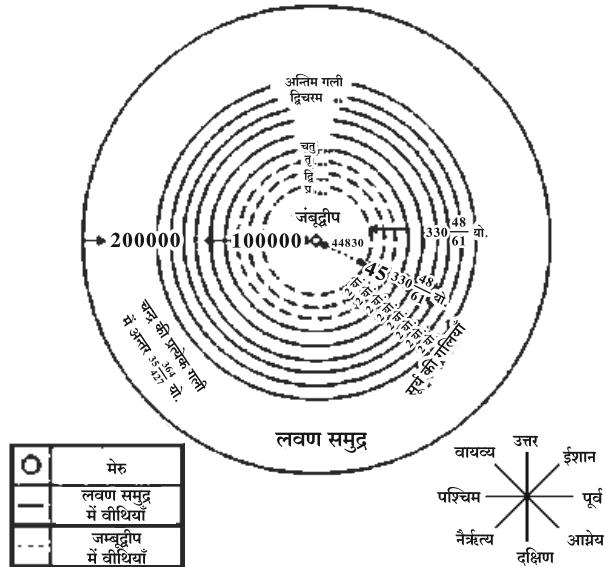 अन्तिम गली
द्विचरम
चतु
तृ
द्वि
प्र
जंबूद्वीप
200000
100000
44830
330 48/61 यो.
45
330 48/61 यो.
2 यो.
2 यो.
2 यो.
2 यो.
2 यो.
2 यो.
2 यो.
चन्द्र की प्रत्येक गली
में अन्तर 35 364/427 यो.
सूर्य की गलियाँ
लवण समुद्र
मेरु
लवण समुद्र
में वीथियाँ
जम्बूद्वीप
में वीथियाँ
उत्तर
वायव्य
ईशान
पश्चिम
पूर्व
नैर्ऋत्य
आग्नेय
दक्षिण